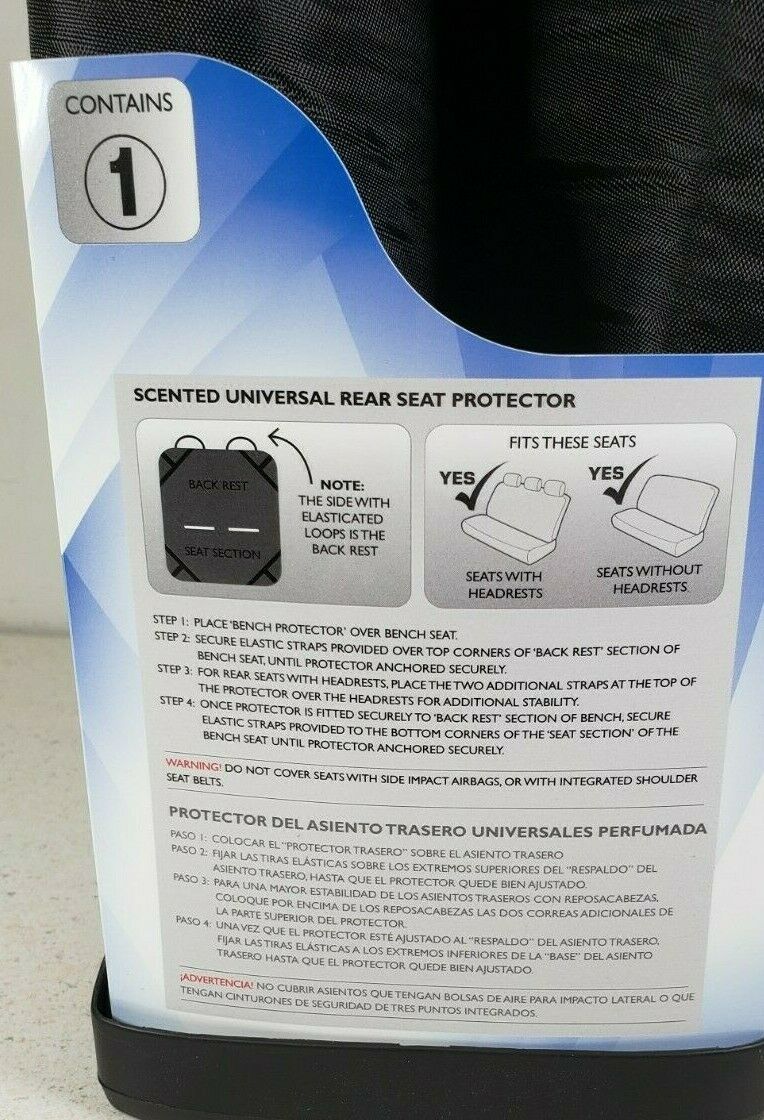 CONTAINS
1
SCENTED UNIVERSAL REAR SEAT PROTECTOR
BACK REST
SEAT SECTION
NOTE:
THE SIDE WITH
ELASTICATED
LOOPS IS THE
BACK REST
FITS THESE SEATS
YES
SEATS WITH
HEADRESTS
YES
SEATS WITHOUT
HEADRESTS
STEP 1: PLACE 'BENCH PROTECTOR' OVER BENCH SEAT.
STEP 2: SECURE ELASTIC STRAPS PROVIDED OVER TOP CORNERS OF 'BACK REST' SECTION OF
BENCH SEAT, UNTIL PROTECTOR ANCHORED SECURELY.
STEP 3: FOR REAR SEATS WITH HEADRESTS, PLACE THE TWO ADDITIONAL STRAPS AT THE TOP OF
THE PROTECTOR OVER THE HEADRESTS FOR ADDITIONAL STABILITY.
STEP 4: ONCE PROTECTOR IS FITTED SECURELY TO 'BACK REST' SECTION OF BENCH, SECURE
ELASTIC STRAPS PROVIDED TO THE BOTTOM CORNERS OF THE 'SEAT SECTION' OF THE
BENCH SEAT UNTIL PROTECTOR ANCHORED SECURELY.
WARNING! DO NOT COVER SEATS WITH SIDE IMPACT AIRBAGS, OR WITH INTEGRATED SHOULDER
SEAT BELTS.
PROTECTOR DEL ASIENTO TRASERO UNIVERSALES PERFUMADA
PASO 1: COLOCAR EL "PROTECTOR TRASERO" SOBRE EL ASIENTO TRASERO
PASO 2: FIJAR LAS TIRAS ELÁSTICAS SOBRE LOS EXTREMOS SUPERIORES DEL "RESPALDO" DEL
ASIENTO TRASERO, HASTA QUE EL PROTECTOR QUEDE BIEN AJUSTADO.
PASO 3: PARA UNA MAYOR ESTABILIDAD DE LOS ASIENTOS TRASEROS CON REPOSACABEZAS,
COLOQUE POR ENCIMA DE LOS REPOSACABEZAS LAS DOS CORREAS ADICIONALES DE
LA PARTE SUPERIOR DEL PROTECTOR.
PASO 4: UNA VEZ QUE EL PROTECTOR ESTÉ AJUSTADO AL "RESPALDO" DEL ASIENTO TRASERO,
FIJAR LAS TIRAS ELÁSTICAS A LOS EXTREMOS INFERIORES DE LA "BASE" DEL ASIENTO
TRASERO HASTA QUE EL PROTECTOR QUEDE BIEN AJUSTADO.
¡ADVERTENCIA! NO CUBRIR ASIENTOS QUE TENGAN BOLSAS DE AIRE PARA IMPACTO LATERAL O QUE
TENGAN CINTURONES DE SEGURIDAD DE TRES PUNTOS INTEGRADOS.